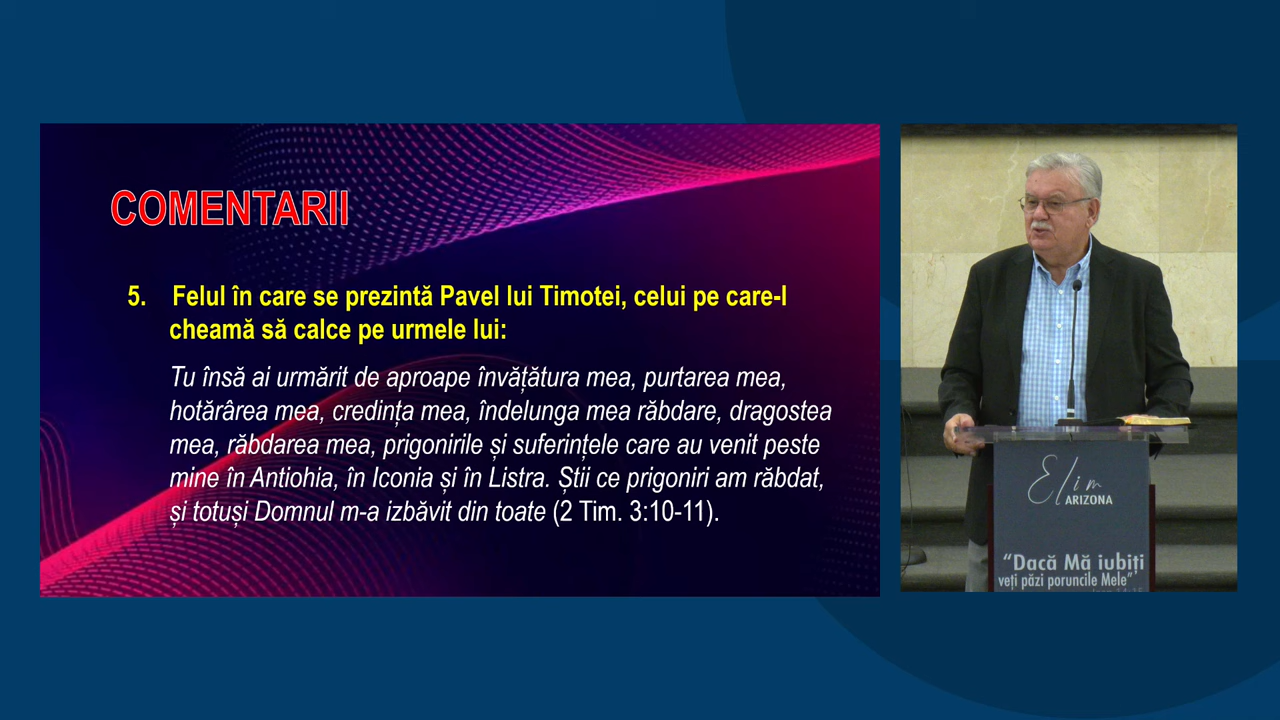 COMENTARII
5. Felul în care se prezintă Pavel lui Timotei, celui pe care-l
cheamă să calce pe urmele lui:
Tu însă ai urmărit de aproape învățătura mea, purtarea mea,
hotărârea mea, credința mea, îndelunga mea răbdare, dragostea
mea, răbdarea mea, prigonirile și suferințele care au venit peste
mine în Antiohia, în Iconia și în Listra. Știi ce prigoniri am răbdat,
și totuși Domnul m-a izbăvit din toate (2 Tim. 3:10-11).
Elim
ARIZONA
“Dacă Mă iubiți
veți păzi poruncile Mele”